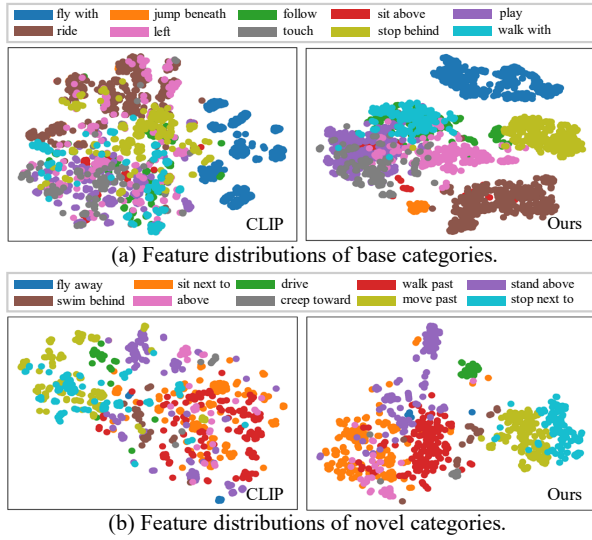 fly with jump beneath follow sit above play
ride left touch stop behind walk with
CLIP Ours
(a) Feature distributions of base categories.
fly away sit next to drive walk past stand above
swim behind above creep toward move past stop next to
CLIP Ours
(b) Feature distributions of novel categories.